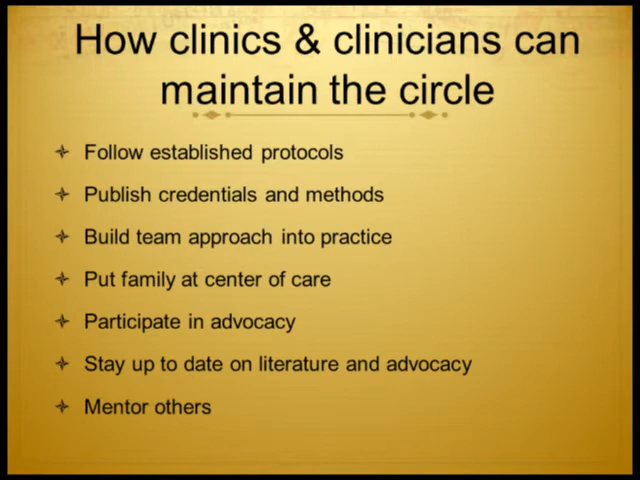 How clinics & clinicians can
maintain the circle
Follow established protocols
Publish credentials and methods
Build team approach into practice
Put family at center of care
Participate in advocacy
Stay up to date on literature and advocacy
Mentor others